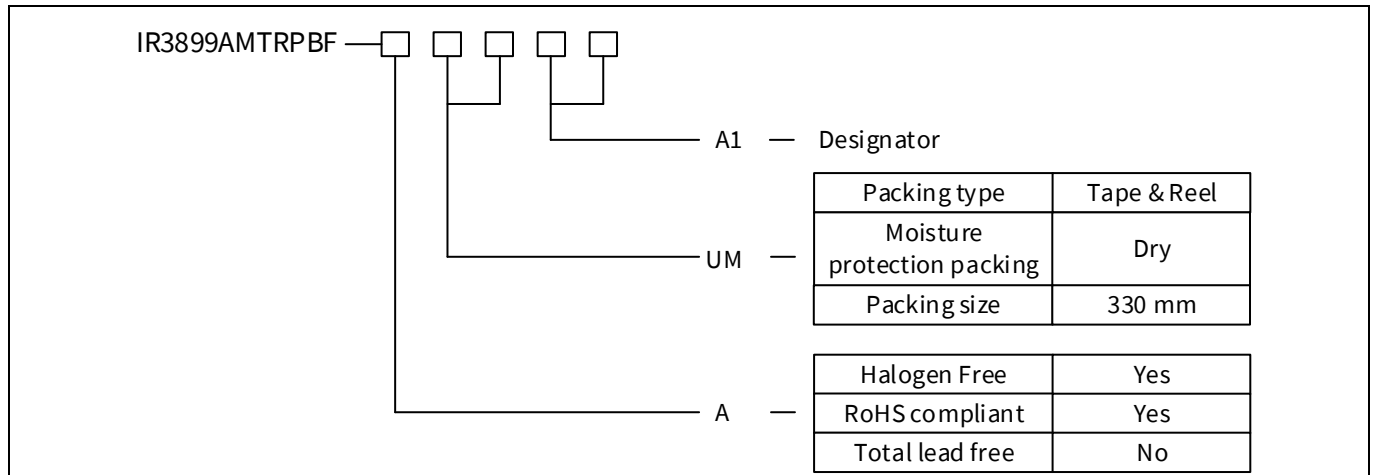 IR3899AMTRPBF
A1 — Designator
Packing type Tape & Reel
Moisture
protection packing Dry
UM —
Packing size 330 mm
Halogen Free Yes
A — RoHS compliant Yes
Total lead free No